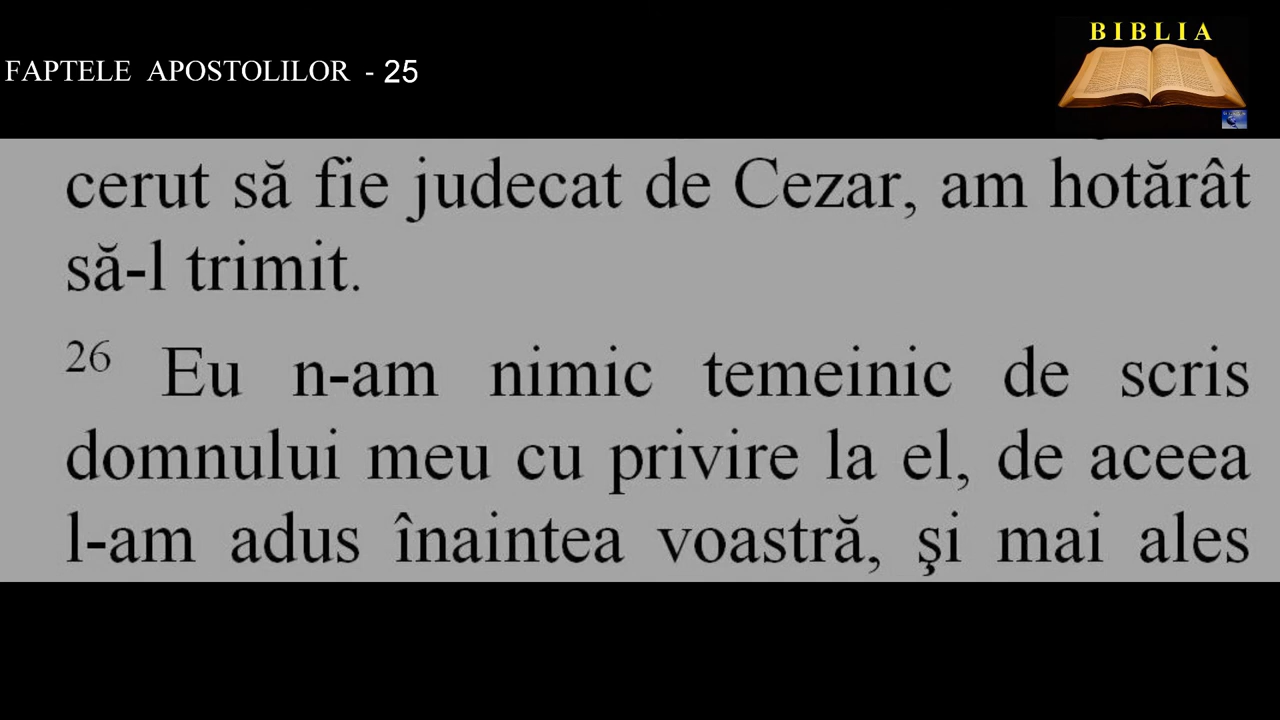 BIBLIA
FAPTELE APOSTOLILOR - 25
cerut să fie judecat de Cezar, am hotărât
să-l trimit.
26 Eu n-am nimic temeinic de scris
domnului meu cu privire la el, de aceea
l-am adus înaintea voastră, şi mai ales